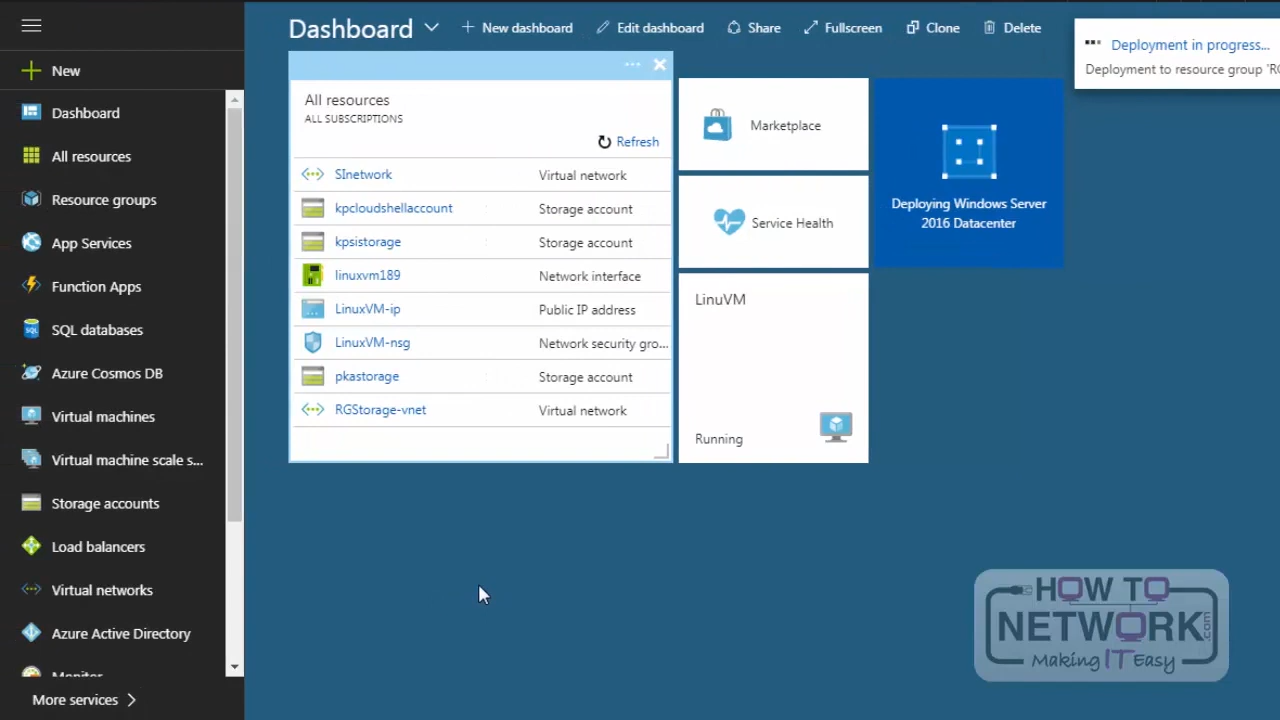 Dashboard
New dashboard
Edit dashboard
Share
Fullscreen
Clone
Delete
Deployment in progress...
Deployment to resource group 'RG
New
Dashboard
All resources
Resource groups
App Services
Function Apps
SQL databases
Azure Cosmos DB
Virtual machines
Virtual machine scale s...
Storage accounts
Load balancers
Virtual networks
Azure Active Directory
Monitor
More services
All resources
ALL SUBSCRIPTIONS
Refresh
SInetwork Virtual network
kpcloudshellaccount Storage account
kpsistorage Storage account
linuxvm189 Network interface
LinuxVM-ip Public IP address
LinuxVM-nsg Network security gro...
pkastorage Storage account
RGStorage-vnet Virtual network
Marketplace
Service Health
LinuVM
Running
Deploying Windows Server
2016 Datacenter
HOW TO
NETWORK.com
Making IT Easy